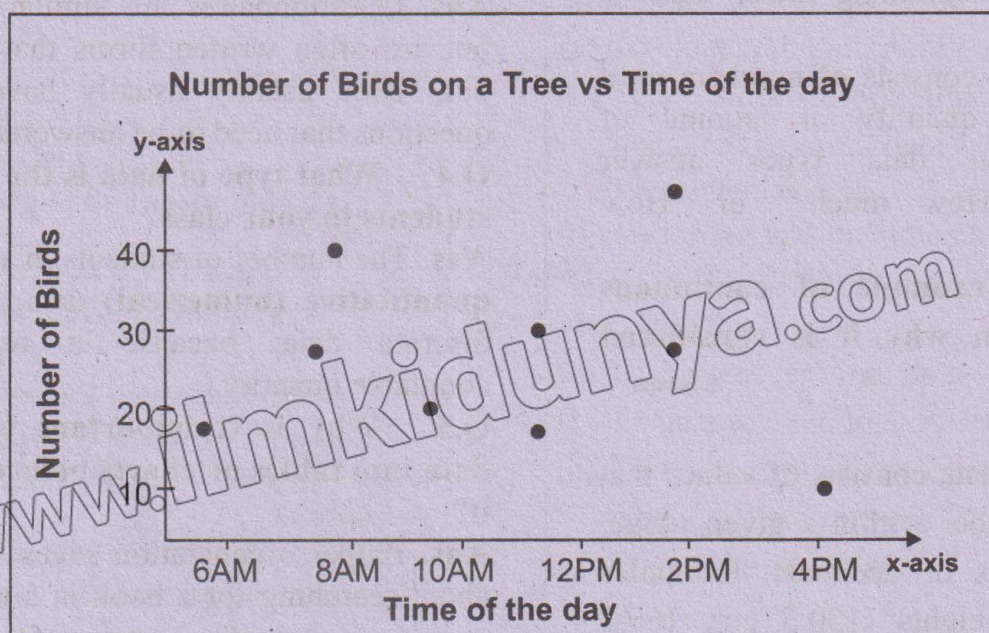 Number of Birds on a Tree vs Time of the day
y-axis
Number of Birds
40
30
20
10
6AM 8AM 10AM 12PM 2PM 4PM x-axis
Time of the day
www.ilmkidunya.com